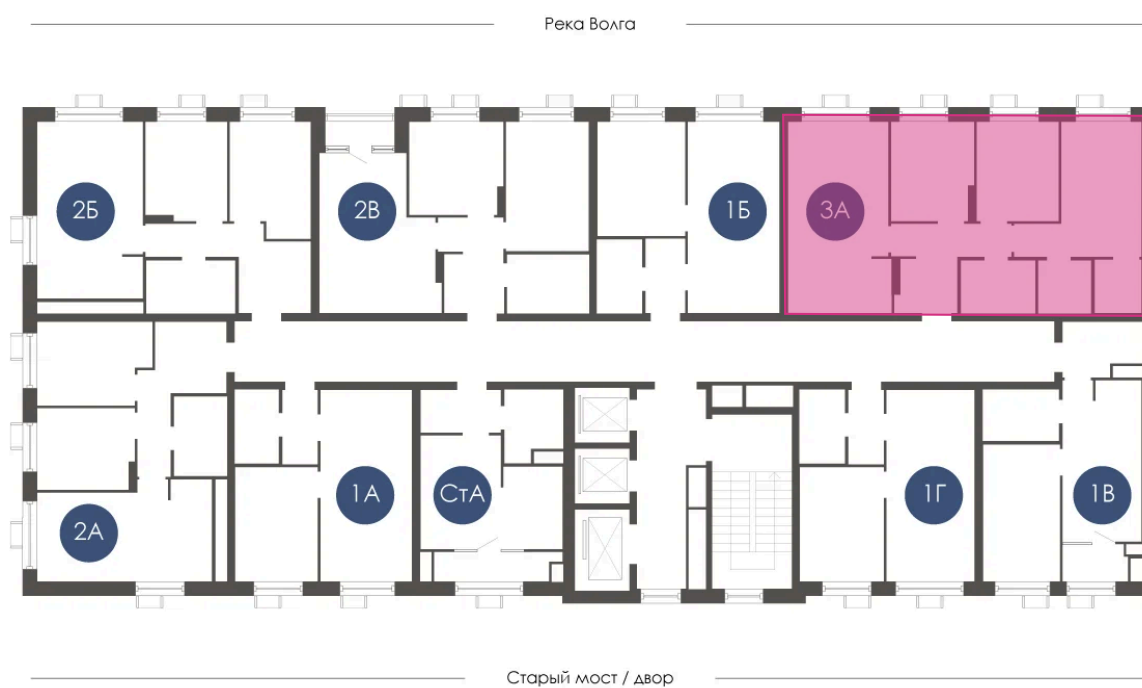 Река Волга
2Б
2В
1Б
3А
2А
1А
СтА
1Г
1В
Старый мост / двор